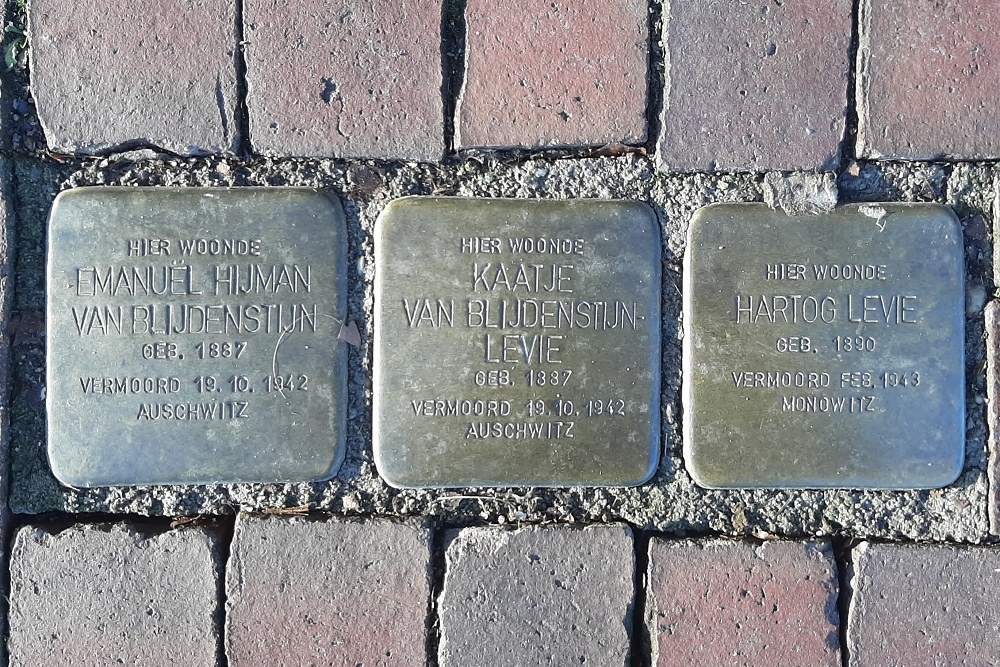 HIER WOONDE
EMANUËL HIJMAN
VAN BLIJDENSTIJN
GEB. 1887
VERMOORD 19.10.1942
AUSCHWITZ
HIER WOONDE
KAATJE
VAN BLIJDENSTIJN-
LEVIE
GEB. 1887
VERMOORD 19.10.1942
AUSCHWITZ
HIER WOONDE
HARTOG LEVIE
GEB. 1890
VERMOORD FEB. 1943
MONOWITZ